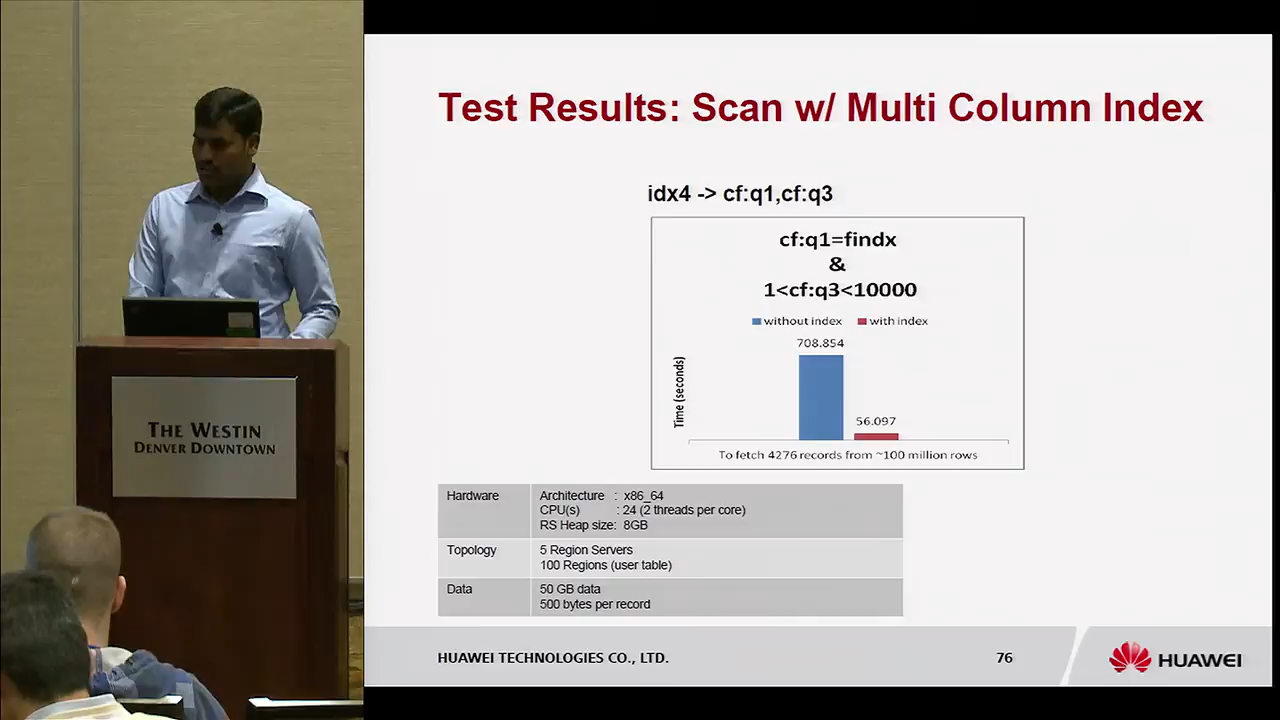 Test Results: Scan w/ Multi Column Index
idx4 -> cf:q1,cf:q3
cf:q1=findx
&
1<cf:q3<10000
without index with index
708.854
56.097
Time (seconds)
To fetch 4276 records from ~100 million rows
Hardware
Architecture : x86_64
CPU(s) : 24 (2 threads per core)
RS Heap size: 8GB
Topology
5 Region Servers
100 Regions (user table)
Data
50 GB data
500 bytes per record
HUAWEI TECHNOLOGIES CO., LTD.
76
HUAWEI
THE WESTIN
DENVER DOWNTOWN